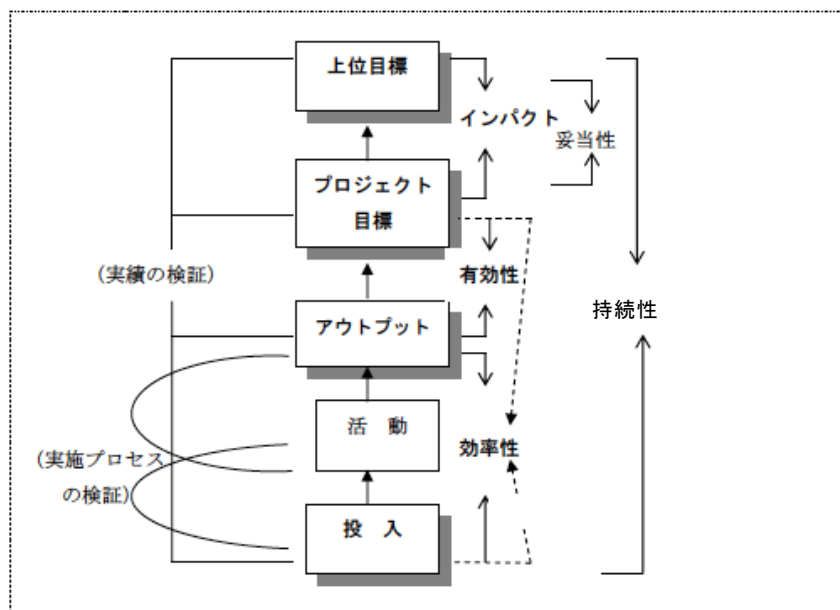 上位目標
インパクト
妥当性
プロジェクト
目標
(実績の検証)
有効性
持続性
アウトプット
活 動
効率性
(実施プロセス
の検証)
投 入